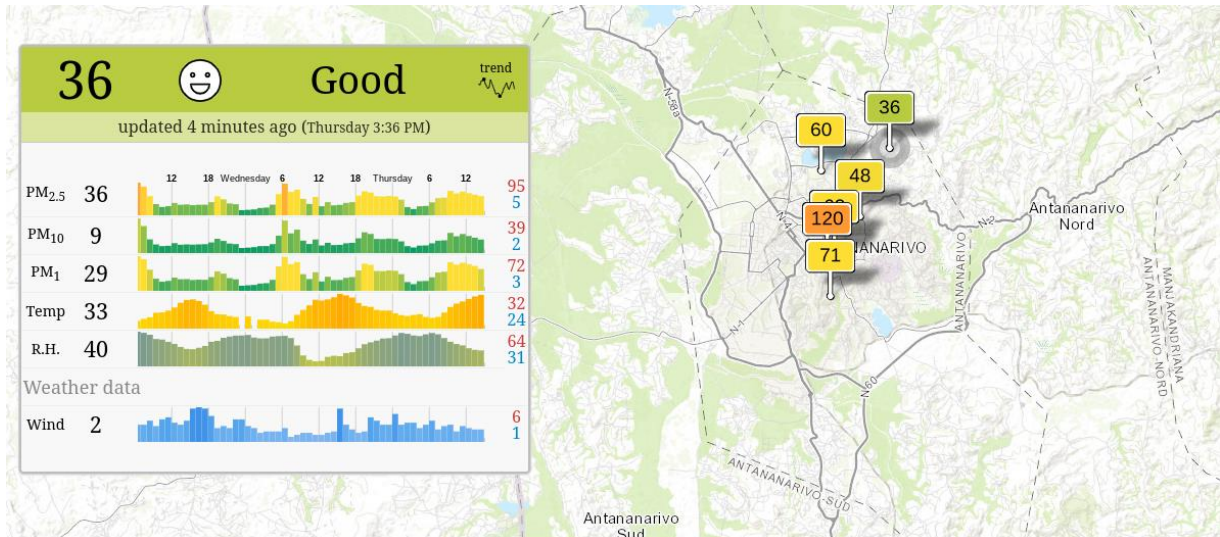 36 Good trend
updated 4 minutes ago (Thursday 3:36 PM)
12 18 Wednesday 6 12 18 Thursday 6 12
PM2.5 36 95
5
PM10 9 39
2
PM1 29 72
3
Temp 33 32
24
R.H. 40 64
31
Weather data
Wind 2 6
1
N-58a
36
60
48
120
71
N-4
N-2
NANARIVO
Antananarivo
Nord
ANTANANARIVO
ANTANANARIVO-NORD
MANJAKANDRIANA
N-1
N60
ANTANANARIVO-SUD
Antananarivo
Sud